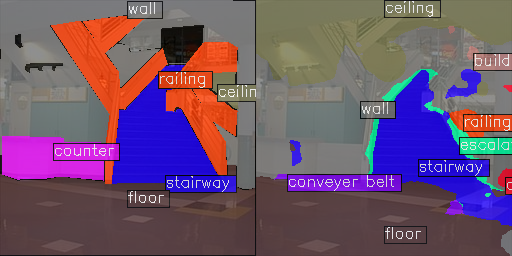 wall
railing
ceilin
counter
stairway
floor
ceiling
build
wall
railing
escala
stairway
conveyer belt
floor